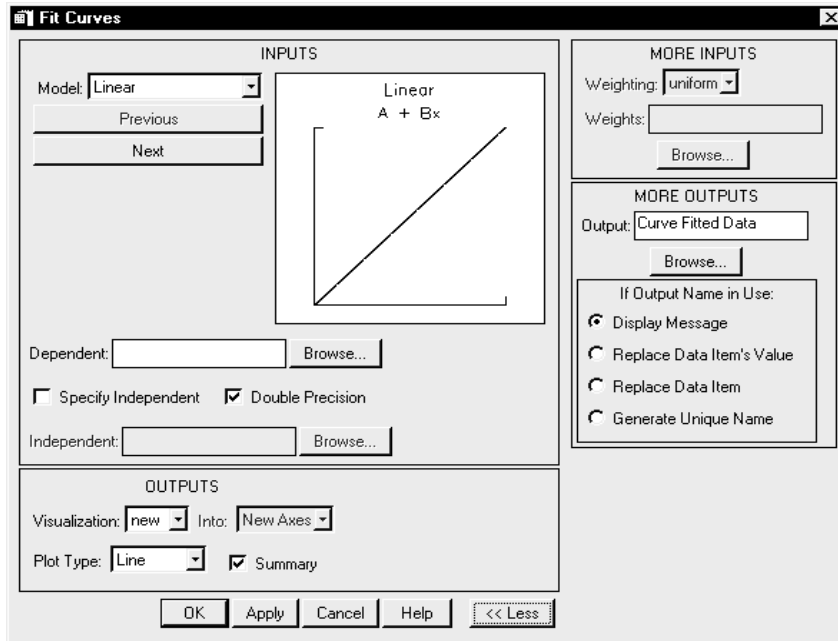 Fit Curves
INPUTS
Model: Linear
Previous
Next
Linear
A + Bx
Dependent:
Browse...
Specify Independent
Double Precision
Independent:
Browse...
OUTPUTS
Visualization: new
Into: New Axes
Plot Type: Line
Summary
MORE INPUTS
Weighting: uniform
Weights:
Browse...
MORE OUTPUTS
Output: Curve Fitted Data
Browse...
If Output Name in Use:
Display Message
Replace Data Item's Value
Replace Data Item
Generate Unique Name
OK
Apply
Cancel
Help
<< Less